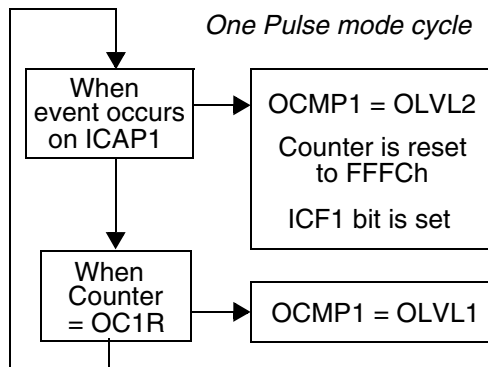 One Pulse mode cycle
When
event occurs
on ICAP1
OCMP1 = OLVL2
Counter is reset
to FFFCh
ICF1 bit is set
When
Counter
= OC1R
OCMP1 = OLVL1